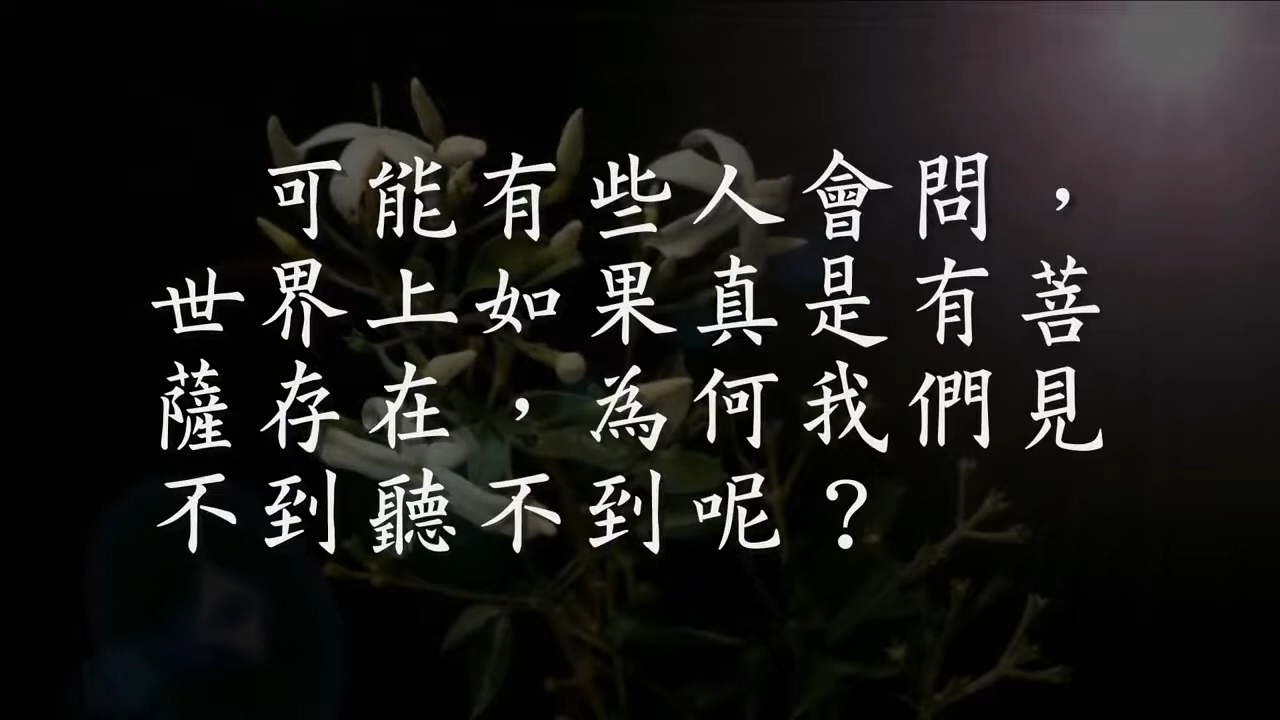 可能有些人會問，
世界上如果真是有菩
薩存在，為何我們見
不到聽不到呢？